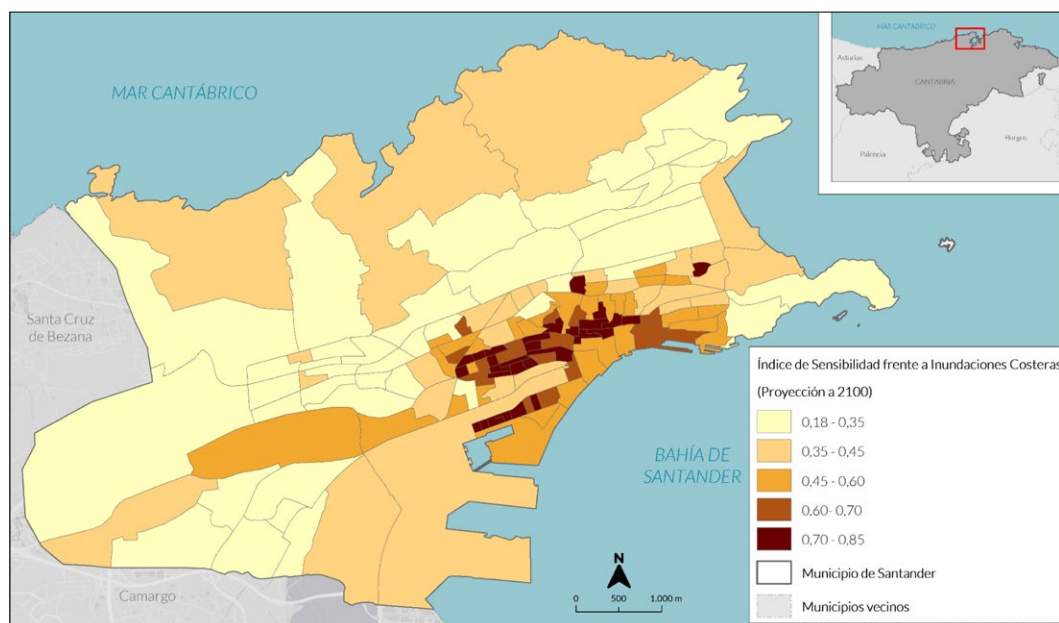 MAR CANTÁBRICO
MAR CANTÁBRICO
Asturias
CANTABRIA
Palencia
Burgos
Santa Cruz
de Bezana
BAHÍA DE
SANTANDER
Camargo
N
0 500 1.000 m
Índice de Sensibilidad frente a Inundaciones Costeras
(Proyección a 2100)
0,18 - 0,35
0,35 - 0,45
0,45 - 0,60
0,60- 0,70
0,70 - 0,85
Municipio de Santander
Municipios vecinos